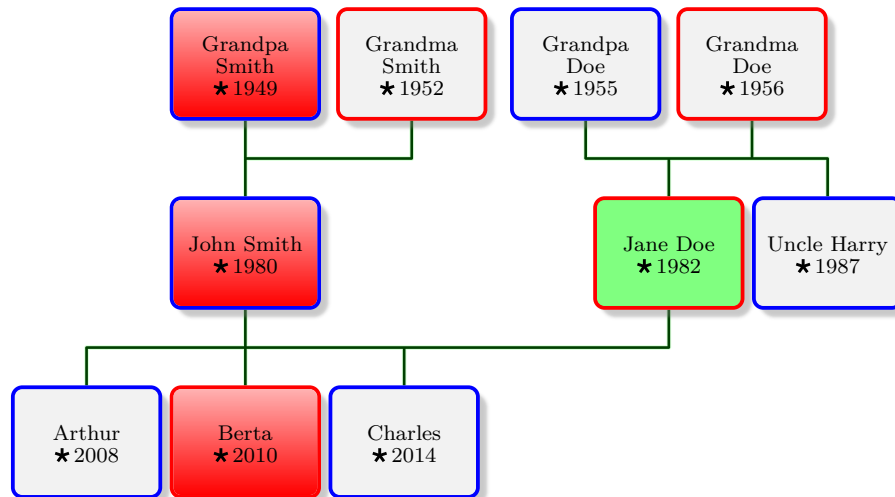 Grandpa
Smith
★ 1949
Grandma
Smith
★ 1952
Grandpa
Doe
★ 1955
Grandma
Doe
★ 1956
John Smith
★ 1980
Jane Doe
★ 1982
Uncle Harry
★ 1987
Arthur
★ 2008
Berta
★ 2010
Charles
★ 2014